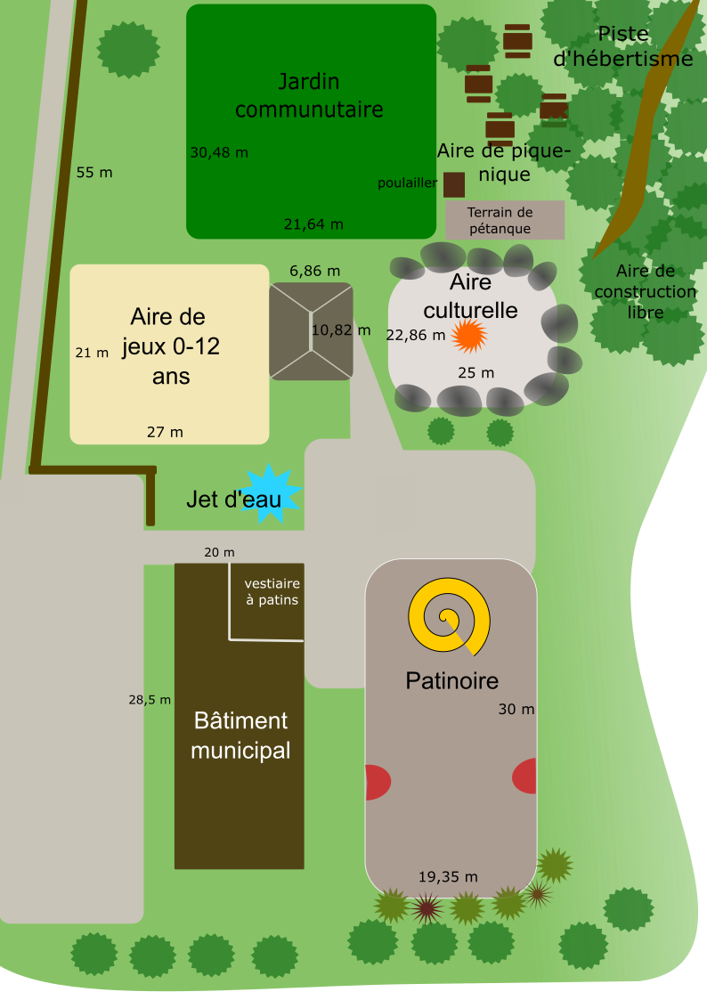 Piste
d'hébertisme
Jardin
communutaire
30,48 m
21,64 m
55 m
Aire de pique-
nique
poulailler
Terrain de
pétanque
Aire de
construction
libre
6,86 m
10,82 m
Aire de
jeux 0-12
ans
21 m
27 m
Aire
culturelle
22,86 m
25 m
Jet d'eau
20 m
vestiaire
à patins
28,5 m
Bâtiment
municipal
Patinoire
30 m
19,35 m